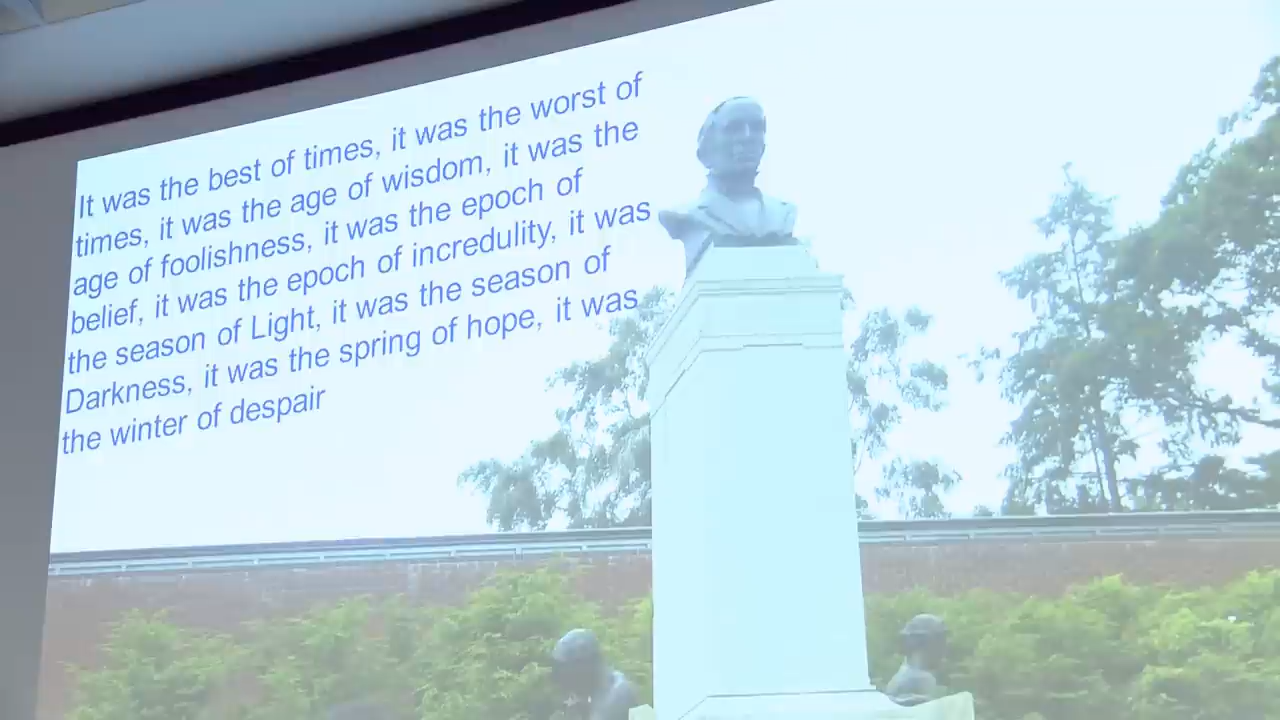 It was the best of times, it was the worst of
times, it was the age of wisdom, it was the
age of foolishness, it was the epoch of
belief, it was the epoch of incredulity, it was
the season of Light, it was the season of
Darkness, it was the spring of hope, it was
the winter of despair